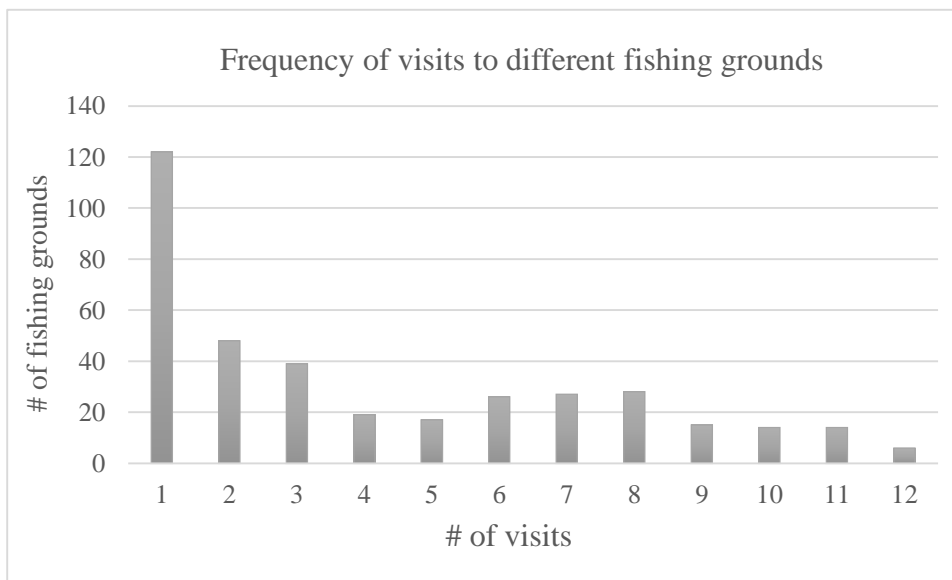 Frequency of visits to different fishing grounds
140
120
100
80
60
40
20
0
# of fishing grounds
1 2 3 4 5 6 7 8 9 10 11 12
# of visits